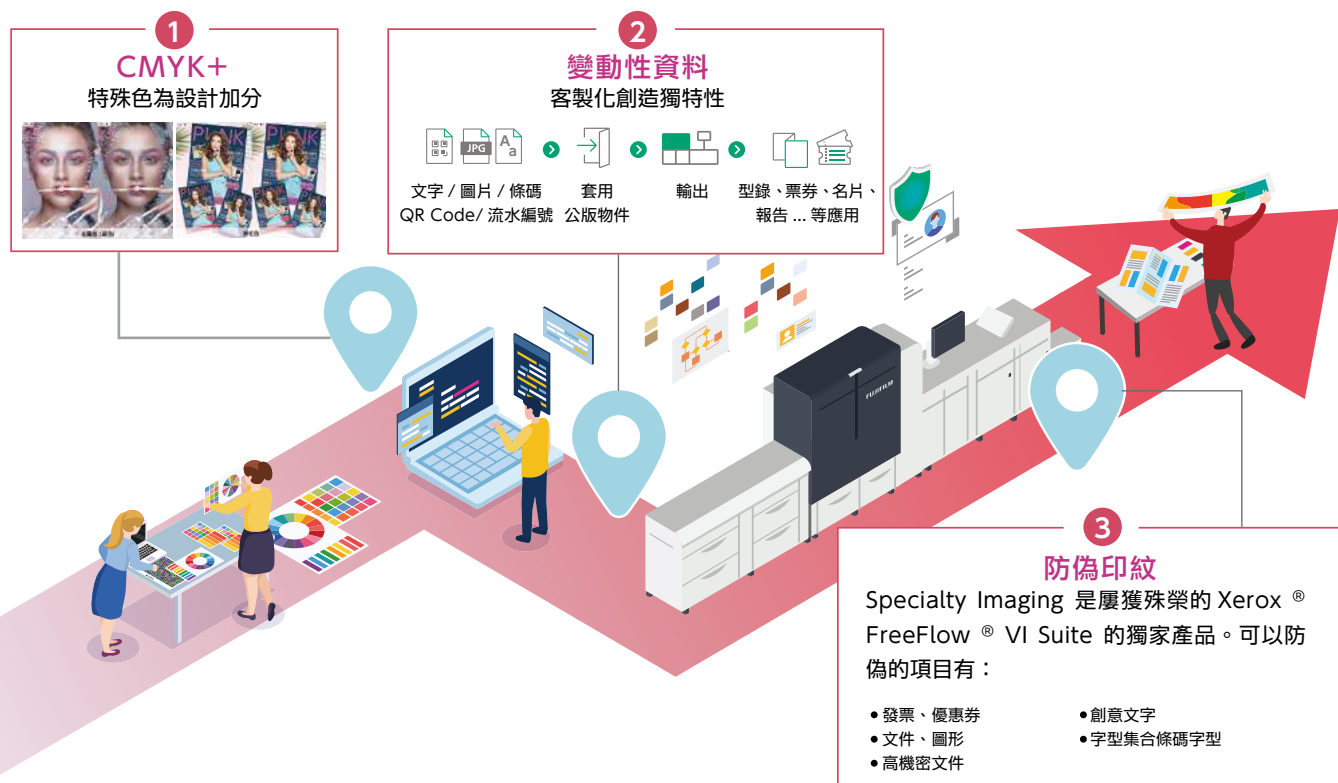 1
CMYK+
特殊色為設計加分
PUNK
PUNK
2
變動性資料
客製化創造獨特性
JPG
A
a
文字 / 圖片 / 條碼
QR Code/ 流水編號
套用
公版物件
輸出
型錄、票券、名片、
報告 ... 等應用
FUJIFILM
3
防偽印紋
Specialty Imaging 是屢獲殊榮的 Xerox ®
FreeFlow ® VI Suite 的獨家產品。可以防
偽的項目有：
• 發票、優惠券
• 文件、圖形
• 高機密文件
• 創意文字
• 字型集合條碼字型